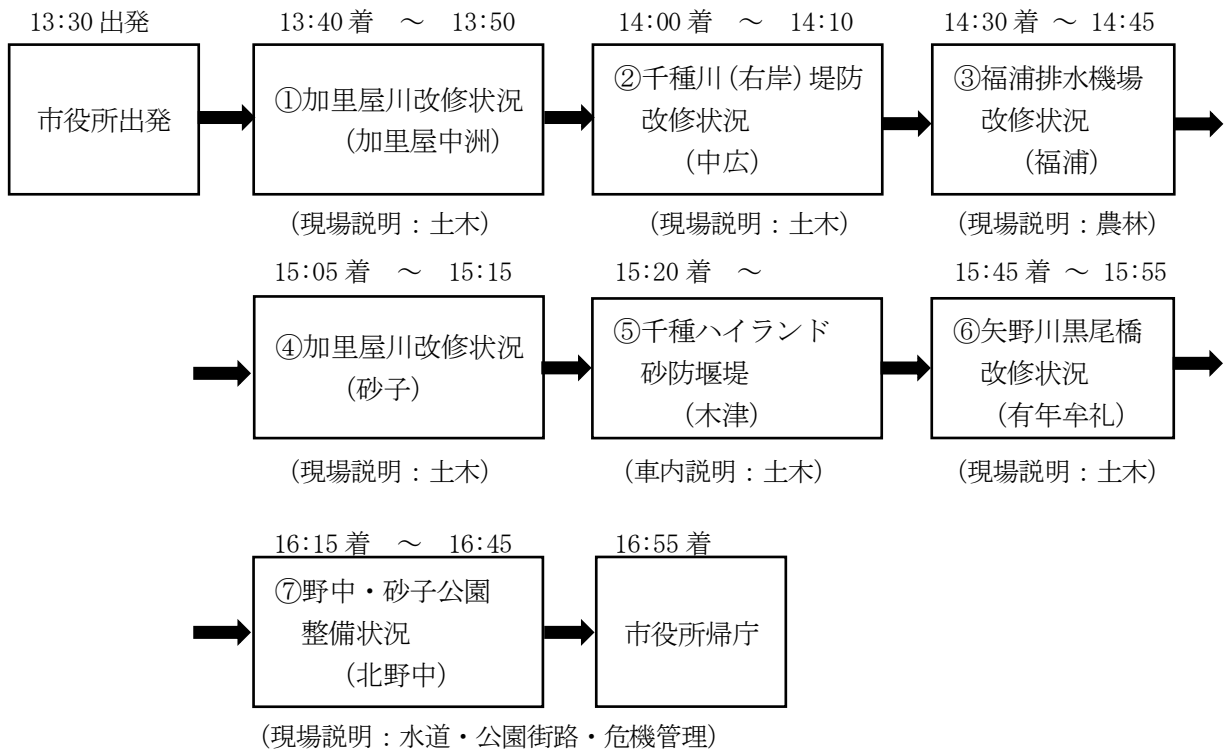 13:30 出発
13:40 着 ～ 13:50
14:00 着 ～ 14:10
14:30 着 ～ 14:45
市役所出発
①加里屋川改修状況
(加里屋中洲)
②千種川(右岸)堤防
改修状況
(中広)
③福浦排水機場
改修状況
(福浦)
(現場説明：土木)
(現場説明：土木)
(現場説明：農林)
15:05 着 ～ 15:15
15:20 着 ～
15:45 着 ～ 15:55
④加里屋川改修状況
(砂子)
⑤千種ハイランド
砂防堰堤
(木津)
⑥矢野川黒尾橋
改修状況
(有年牟礼)
(現場説明：土木)
(車内説明：土木)
(現場説明：土木)
16:15 着 ～ 16:45
16:55 着
⑦野中・砂子公園
整備状況
(北野中)
市役所帰庁
(現場説明：水道・公園街路・危機管理)